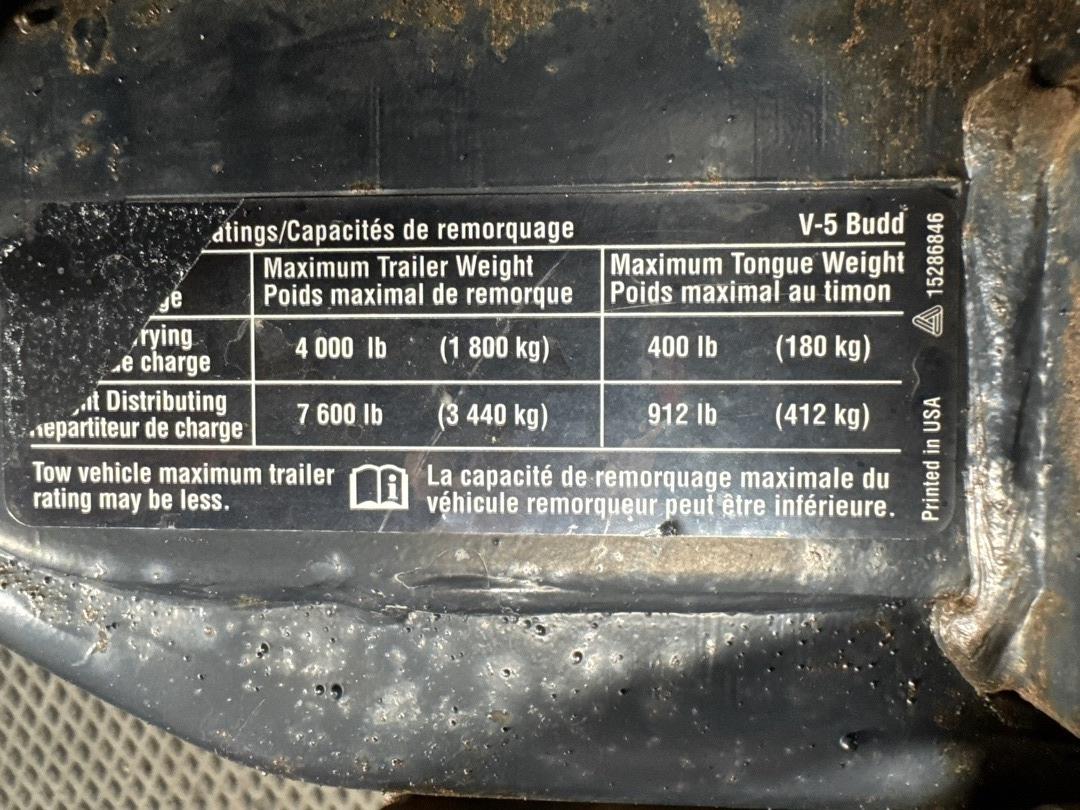 atings/Capacités de remorquage V-5 Budd
Maximum Trailer Weight Maximum Tongue Weight
ge Poids maximal de remorque Poids maximal au timon
rying 4 000 lb (1 800 kg) 400 lb (180 kg)
e charge
ht Distributing 7 600 lb (3 440 kg) 912 lb (412 kg)
epartiteur de charge
Tow vehicle maximum trailer
rating may be less.
La capacité de remorquage maximale du
véhicule remorqueur peut être inférieure.
Printed in USA 15286846